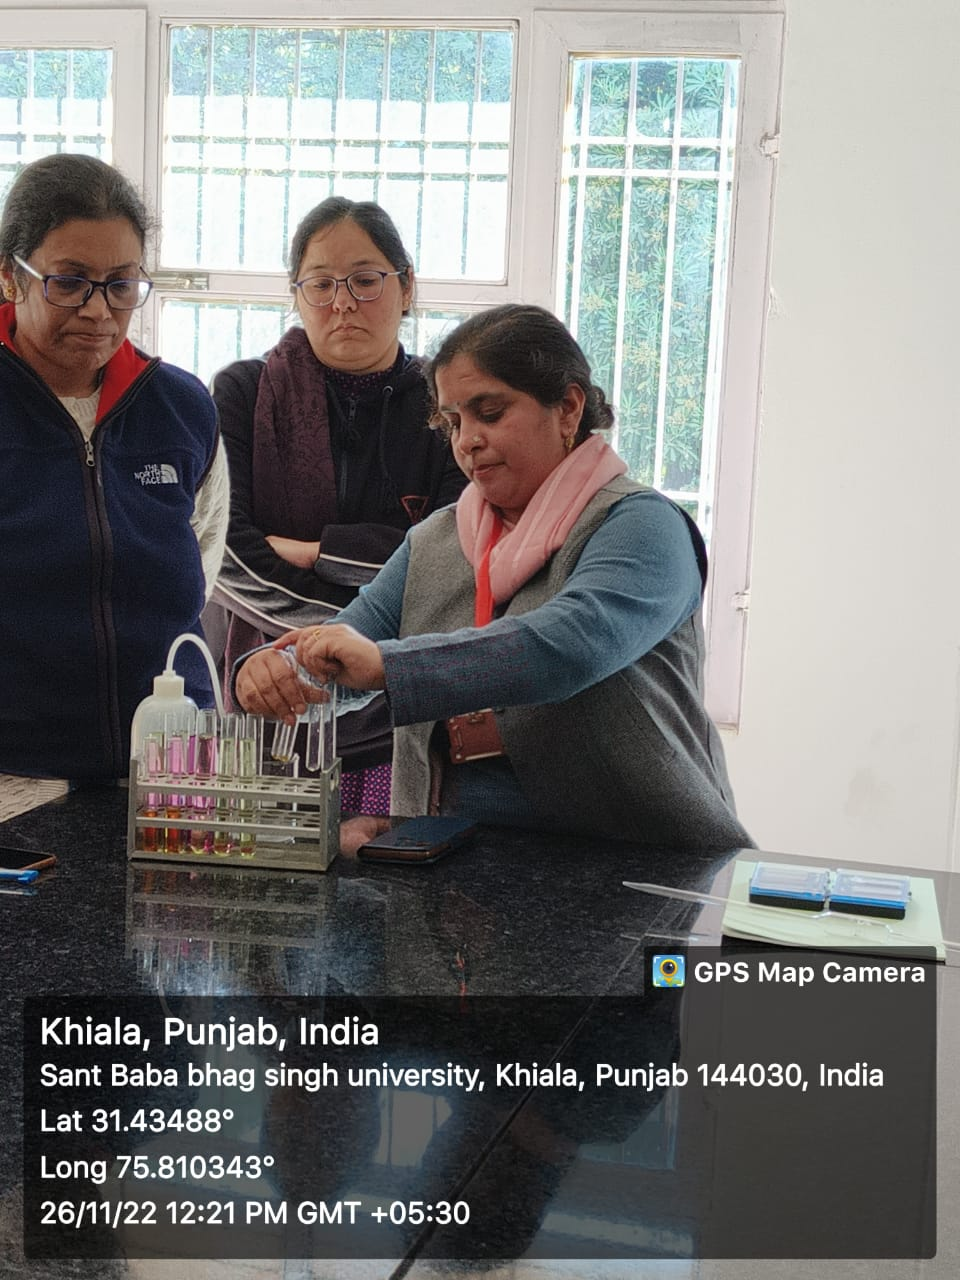 THE
NORTH
FACE
GPS Map Camera
Khiala, Punjab, India
Sant Baba bhag singh university, Khiala, Punjab 144030, India
Lat 31.43488°
Long 75.810343°
26/11/22 12:21 PM GMT +05:30